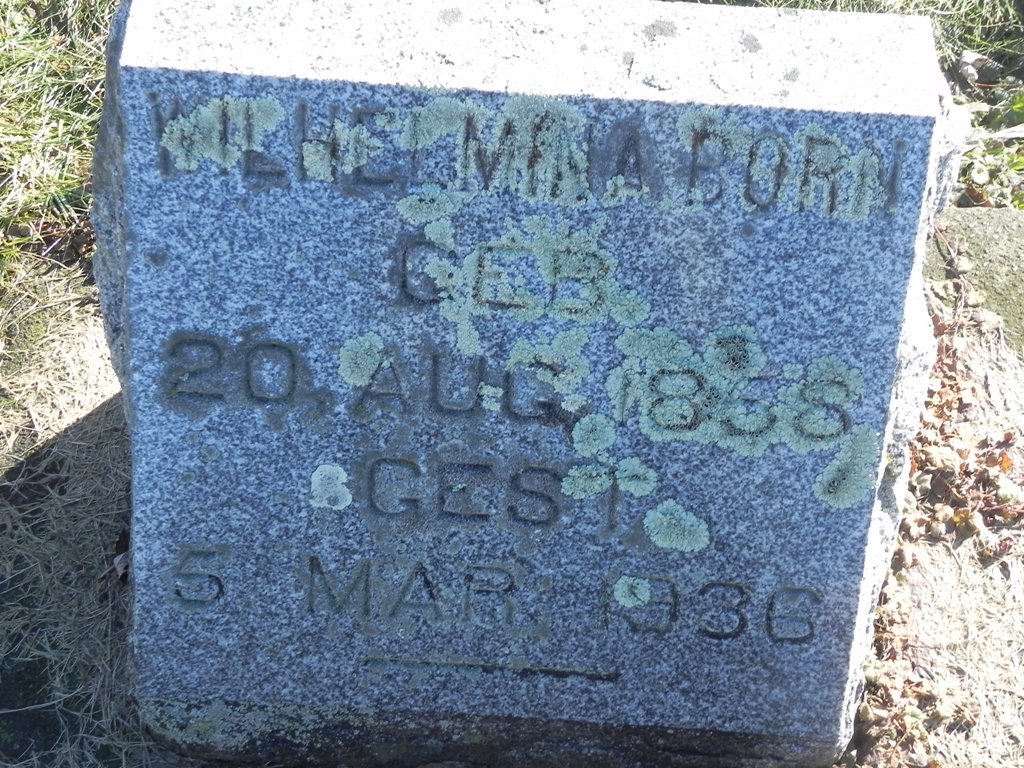 WILHELMINA BORN
GEB
20. AUG. 1858
GEST.
5 MAR. 1936